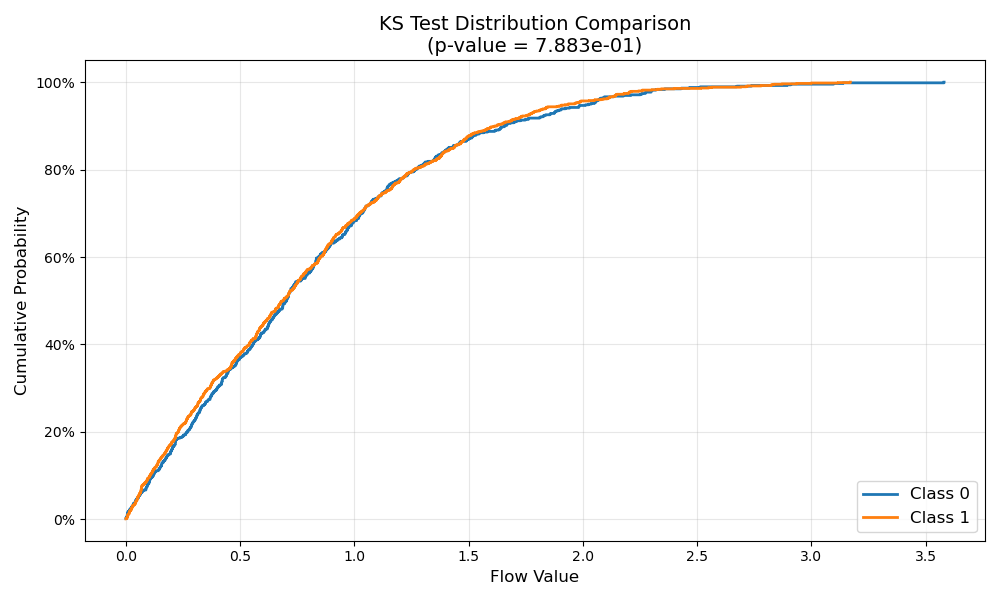 KS Test Distribution Comparison
(p-value = 7.883e-01)
Cumulative Probability
100%
80%
60%
40%
20%
0%
0.0 0.5 1.0 1.5 2.0 2.5 3.0 3.5
Flow Value
Class 0
Class 1